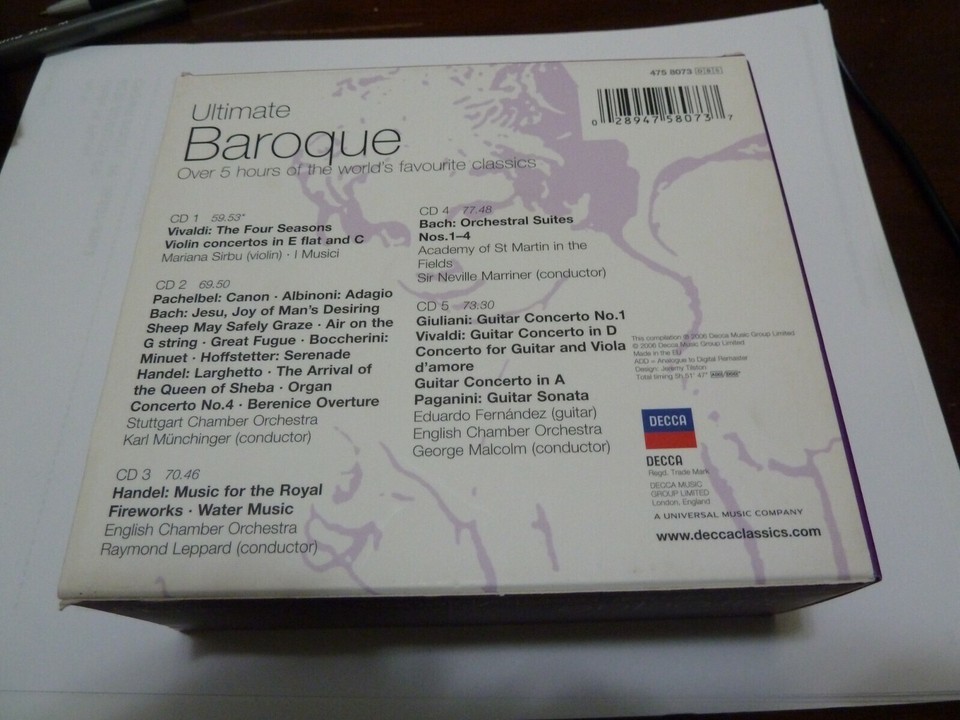 475 8073 DB5
0 28947 58073 7
Ultimate
Baroque
Over 5 hours of the world's favourite classics
CD 1 59.53*
Vivaldi: The Four Seasons
Violin concertos in E flat and C
Mariana Sirbu (violin) · I Musici
CD 2 69.50
Pachelbel: Canon · Albinoni: Adagio
Bach: Jesu, Joy of Man's Desiring
Sheep May Safely Graze · Air on the
G string · Great Fugue · Boccherini:
Minuet · Hoffstetter: Serenade
Handel: Larghetto · The Arrival of
the Queen of Sheba · Organ
Concerto No.4 · Berenice Overture
Stuttgart Chamber Orchestra
Karl Münchinger (conductor)
CD 3 70.46
Handel: Music for the Royal
Fireworks · Water Music
English Chamber Orchestra
Raymond Leppard (conductor)
CD 4 77.48
Bach: Orchestral Suites
Nos.1–4
Academy of St Martin in the
Fields
Sir Neville Marriner (conductor)
CD 5 73.30
Giuliani: Guitar Concerto No.1
Vivaldi: Guitar Concerto in D
Concerto for Guitar and Viola
d'amore
Guitar Concerto in A
Paganini: Guitar Sonata
Eduardo Fernández (guitar)
English Chamber Orchestra
George Malcolm (conductor)
This compilation ℗ 2006 Decca Music Group Limited
© 2006 Decca Music Group Limited
Made in the EU
ADD = Analogue to Digital Remaster
Design: Jeremy Tilston
Total timing 5h 51' 47"
DECCA
DECCA
Regd. Trade Mark
DECCA MUSIC
GROUP LIMITED
London, England
A UNIVERSAL MUSIC COMPANY
www.deccaclassics.com